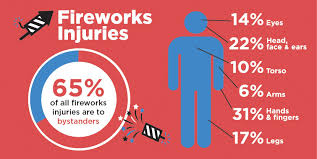 Fireworks
Injuries
65%
of all fireworks
injuries are to
bystanders
14% Eyes
22% Head,
face & ears
10% Torso
6% Arms
31% Hands
& fingers
17% Legs